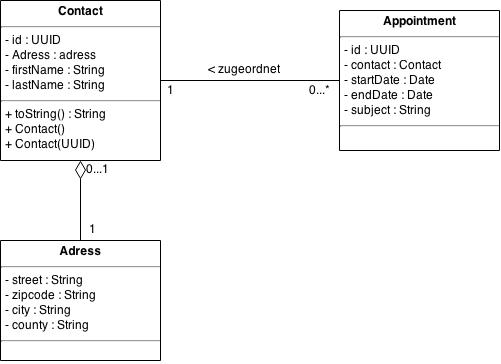 Contact
- id : UUID
- Adress : adress
- firstName : String
- lastName : String
+ toString() : String
+ Contact()
+ Contact(UUID)
< zugeordnet
1
0...*
Appointment
- id : UUID
- contact : Contact
- startDate : Date
- endDate : Date
- subject : String
0...1
1
Adress
- street : String
- zipcode : String
- city : String
- county : String